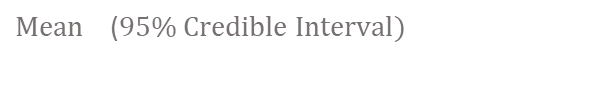 Mean (95% Credible Interval)